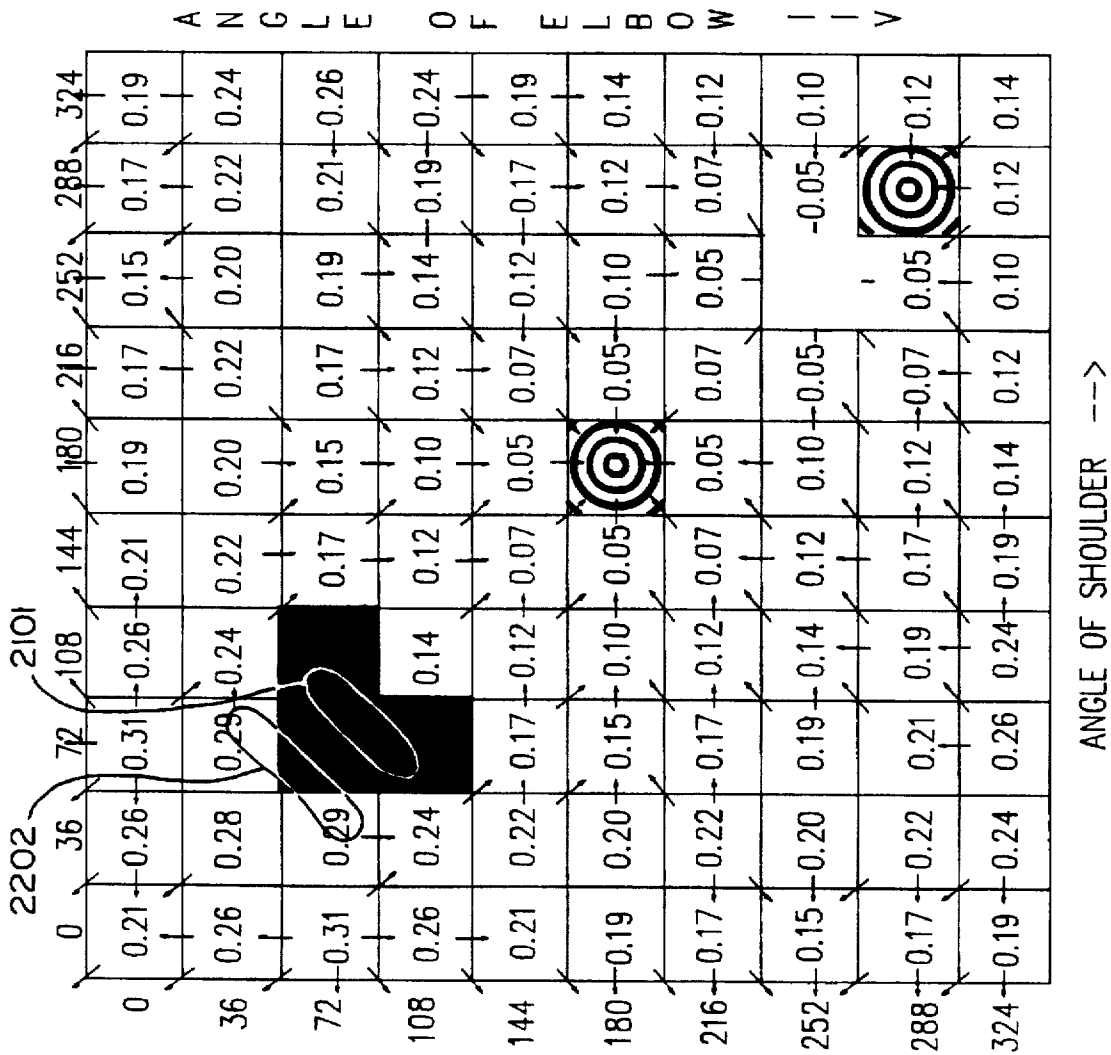 2202
2101
0 36 72 108 144 180 216 252 288 324
0 0.21 0.26 0.31 0.26 0.21 0.19 0.17 0.15 0.17 0.19
36 0.26 0.28 0.29 0.24 0.22 0.20 0.22 0.20 0.22 0.24
72 0.31 0.29 0.17 0.15 0.17 0.19 0.21 0.26
108 0.26 0.24 0.14 0.12 0.10 0.12 0.14 0.19 0.24
144 0.21 0.22 0.17 0.12 0.07 0.05 0.07 0.12 0.17 0.19
180 0.19 0.20 0.15 0.10 0.05 0.05 0.10 0.12 0.14
216 0.17 0.22 0.17 0.12 0.07 0.05 0.07 0.05 0.07 0.12
252 0.15 0.20 0.19 0.14 0.12 0.10 0.05 0.05 0.10
288 0.17 0.22 0.21 0.19 0.17 0.12 0.07 0.05 0.12
324 0.19 0.24 0.26 0.24 0.19 0.14 0.12 0.10 0.12 0.14
ANGLE OF ELBOW | | V
ANGLE OF SHOULDER -->